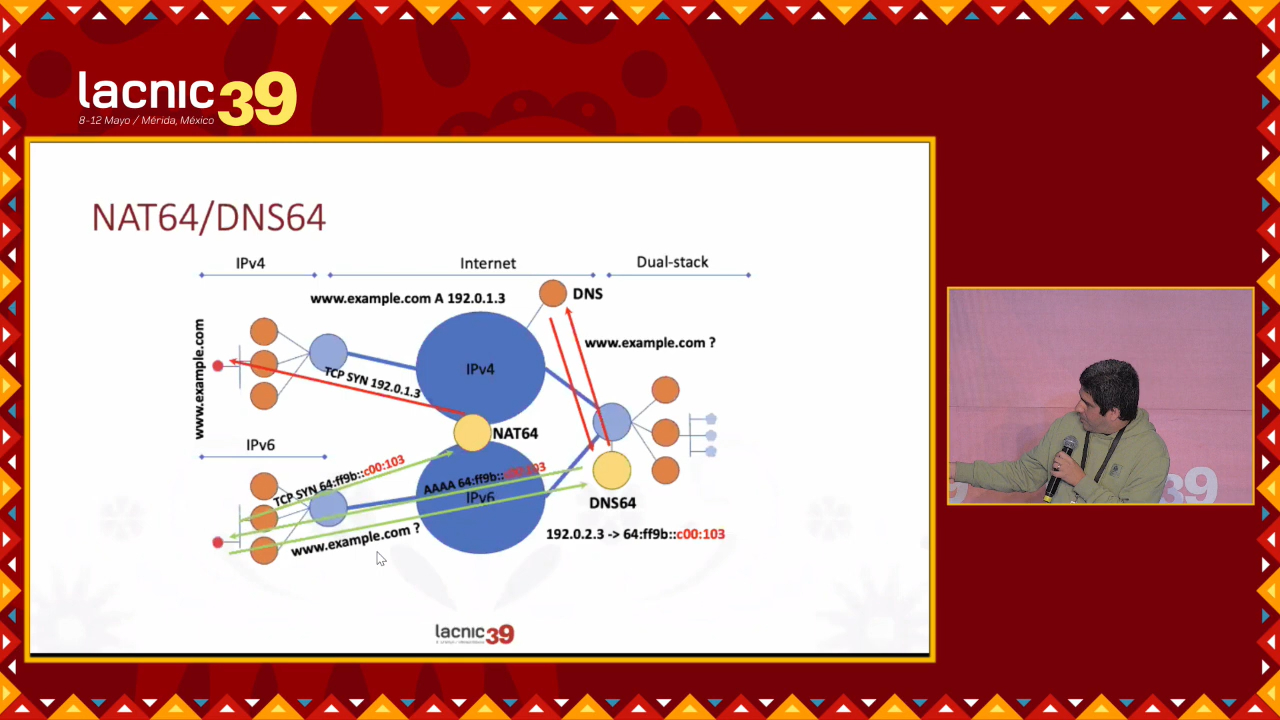 lacnic39
8-12 Mayo / Mérida, México
NAT64/DNS64
IPv4
Internet
Dual-stack
www.example.com A 192.0.1.3
DNS
www.example.com ?
www.example.com
IPv4
TCP SYN 192.0.1.3
NAT64
IPv6
TCP SYN 64:ff9b::c00:103
AAAA 64:ff9b::c00:103
IPv6
DNS64
www.example.com ?
192.0.2.3 -> 64:ff9b::c00:103
lacnic39
39